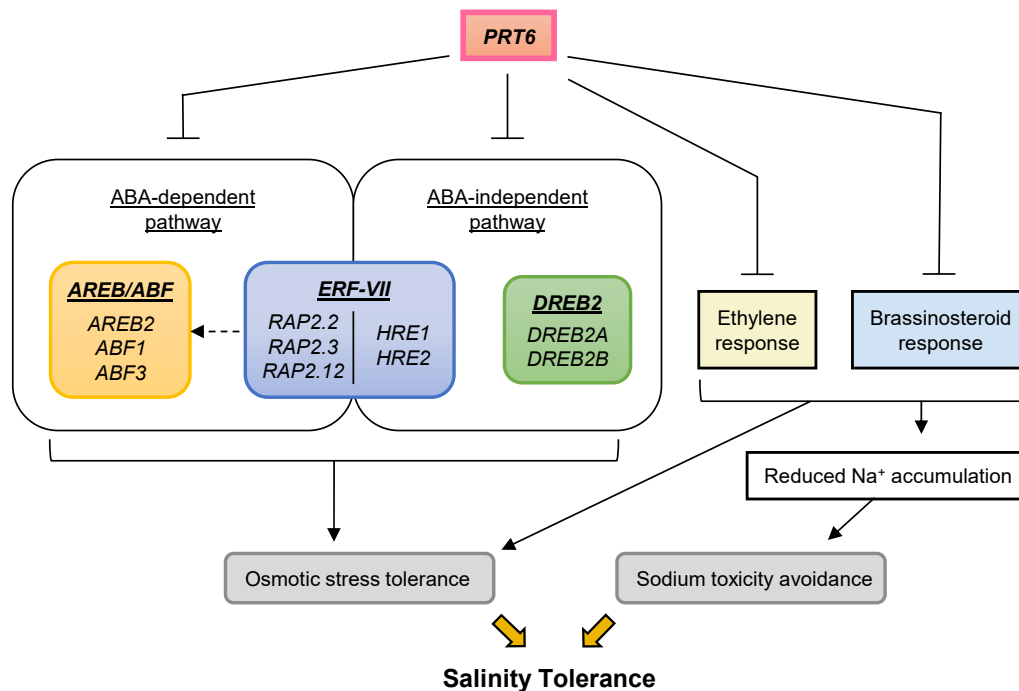 PRT6
ABA-dependent
pathway
ABA-independent
pathway
AREB/ABF
AREB2
ABF1
ABF3
ERF-VII
RAP2.2
RAP2.3
RAP2.12
HRE1
HRE2
DREB2
DREB2A
DREB2B
Ethylene
response
Brassinosteroid
response
Reduced Na⁺ accumulation
Osmotic stress tolerance
Sodium toxicity avoidance
Salinity Tolerance